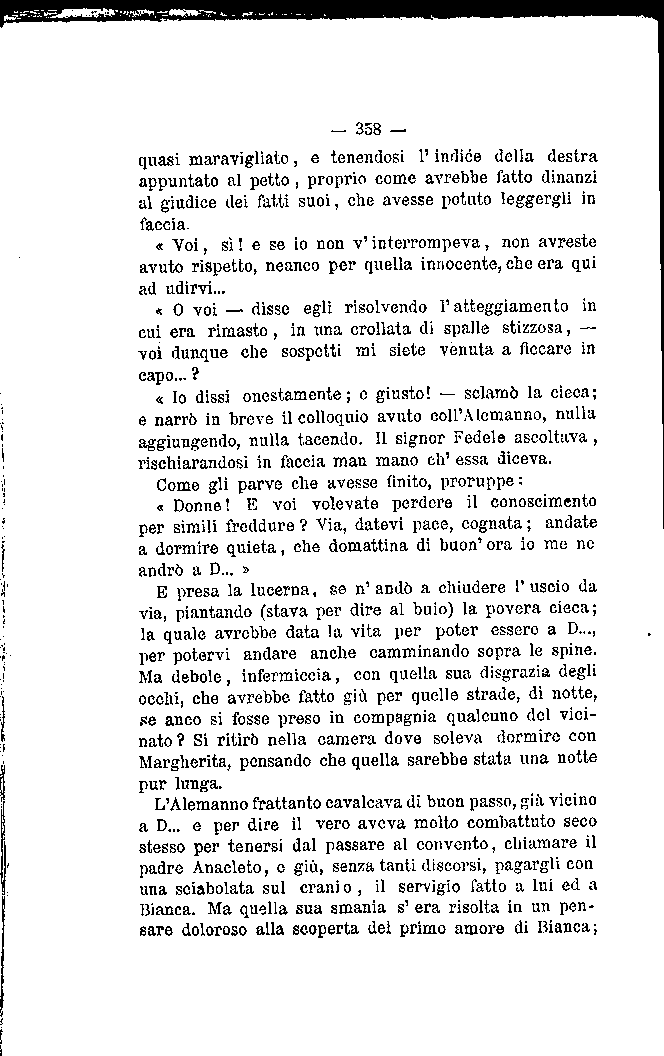 — 358 —
quasi maravigliato, e tenendosi l'indice della destra
appuntato al petto, proprio come avrebbe fatto dinanzi
al giudice dei fatti suoi, che avesse potuto leggergli in
faccia.
« Voi, sì! e se io non v'interrompeva, non avreste
avuto rispetto, neanco per quella innocente, che era qui
ad udirvi...
« O voi — disse egli risolvendo l'atteggiamento in
cui era rimasto, in una crollata di spalle stizzosa, —
voi dunque che sospetti mi siete venuta a ficcare in
capo...?
« Io dissi onestamente; e giusto! — sclamò la cieca;
e narrò in breve il colloquio avuto coll'Alemanno, nulla
aggiungendo, nulla tacendo. Il signor Fedele ascoltava,
rischiarandosi in faccia man mano ch'essa diceva.
Come gli parve che avesse finito, proruppe:
« Donne! E voi volevate perdere il conoscimento
per simili freddure? Via, datevi pace, cognata; andate
a dormire quieta, che domattina di buon'ora io me ne
andrò a D... »
E presa la lucerna, se n'andò a chiudere l'uscio da
via, piantando (stava per dire al buio) la povera cieca;
la quale avrebbe data la vita per poter essere a D...,
per potervi andare anche camminando sopra le spine.
Ma debole, infermiccia, con quella sua disgrazia degli
occhi, che avrebbe fatto giù per quelle strade, di notte,
se anco si fosse preso in compagnia qualcuno del vici-
nato? Si ritirò nella camera dove soleva dormire con
Margherita, pensando che quella sarebbe stata una notte
pur lunga.
L'Alemanno frattanto cavalcava di buon passo, già vicino
a D... e per dire il vero aveva molto combattuto seco
stesso per tenersi dal passare al convento, chiamare il
padre Anacleto, e giù, senza tanti discorsi, pagargli con
una sciabolata sul cranio, il servigio fatto a lui ed a
Bianca. Ma quella sua smania s'era risolta in un pen-
sare doloroso alla scoperta del primo amore di Bianca;